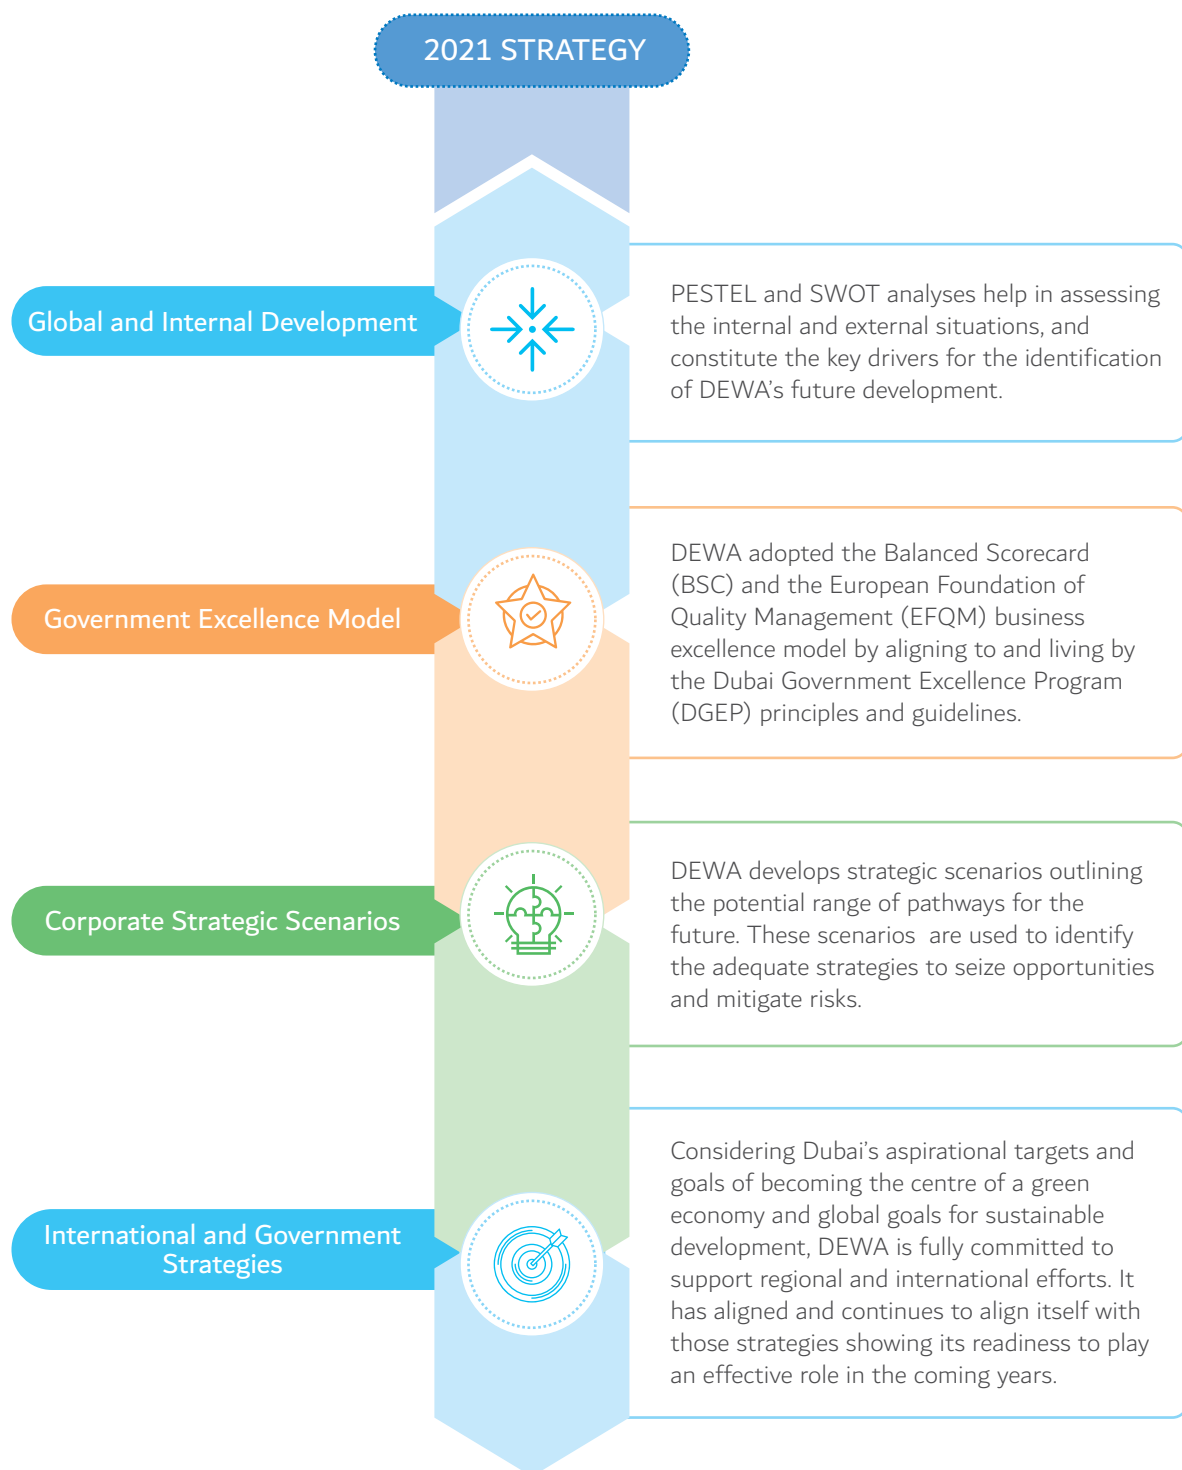 2021 STRATEGY
Global and Internal Development
PESTEL and SWOT analyses help in assessing
the internal and external situations, and
constitute the key drivers for the identification
of DEWA’s future development.
Government Excellence Model
DEWA adopted the Balanced Scorecard
(BSC) and the European Foundation of
Quality Management (EFQM) business
excellence model by aligning to and living by
the Dubai Government Excellence Program
(DGEP) principles and guidelines.
Corporate Strategic Scenarios
DEWA develops strategic scenarios outlining
the potential range of pathways for the
future. These scenarios are used to identify
the adequate strategies to seize opportunities
and mitigate risks.
International and Government
Strategies
Considering Dubai’s aspirational targets and
goals of becoming the centre of a green
economy and global goals for sustainable
development, DEWA is fully committed to
support regional and international efforts. It
has aligned and continues to align itself with
those strategies showing its readiness to play
an effective role in the coming years.